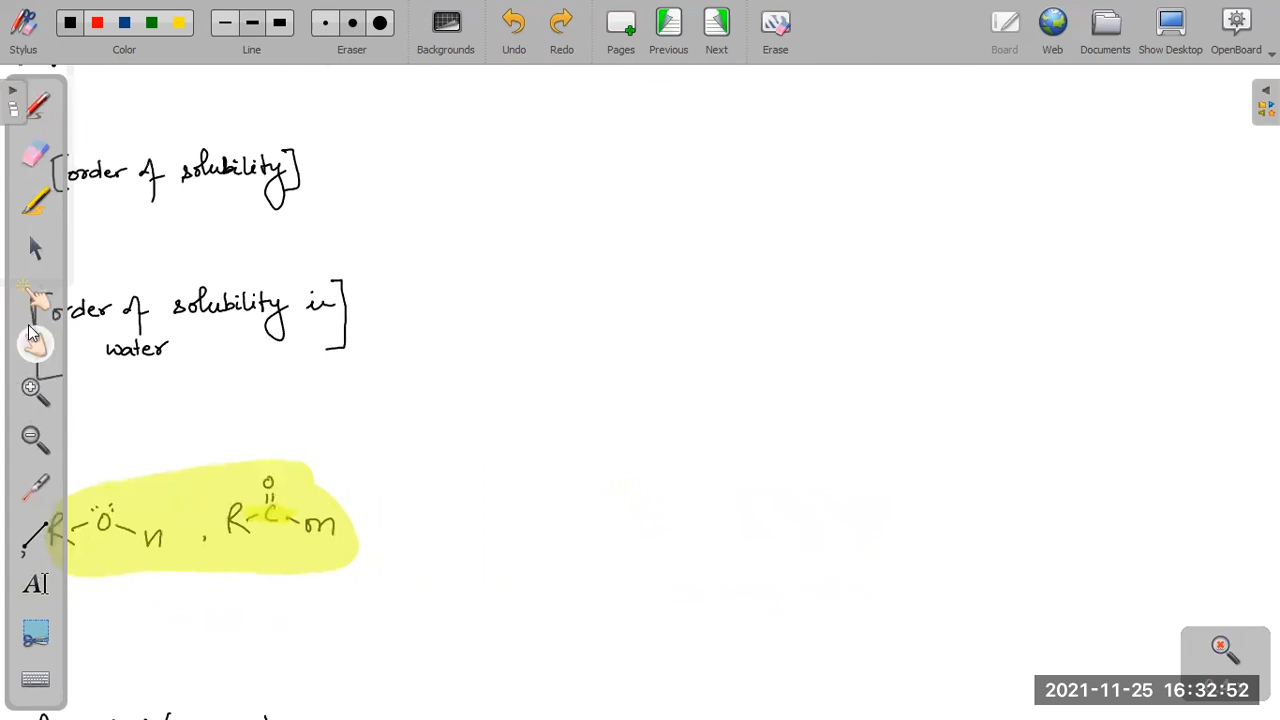 Stylus Color Line Eraser Backgrounds Undo Redo Pages Previous Next Erase Board Web Documents Show Desktop OpenBoard
[order of solubility]
order of solubility in]
water
R-O-H , R-C-OH
O
2021-11-25 16:32:52